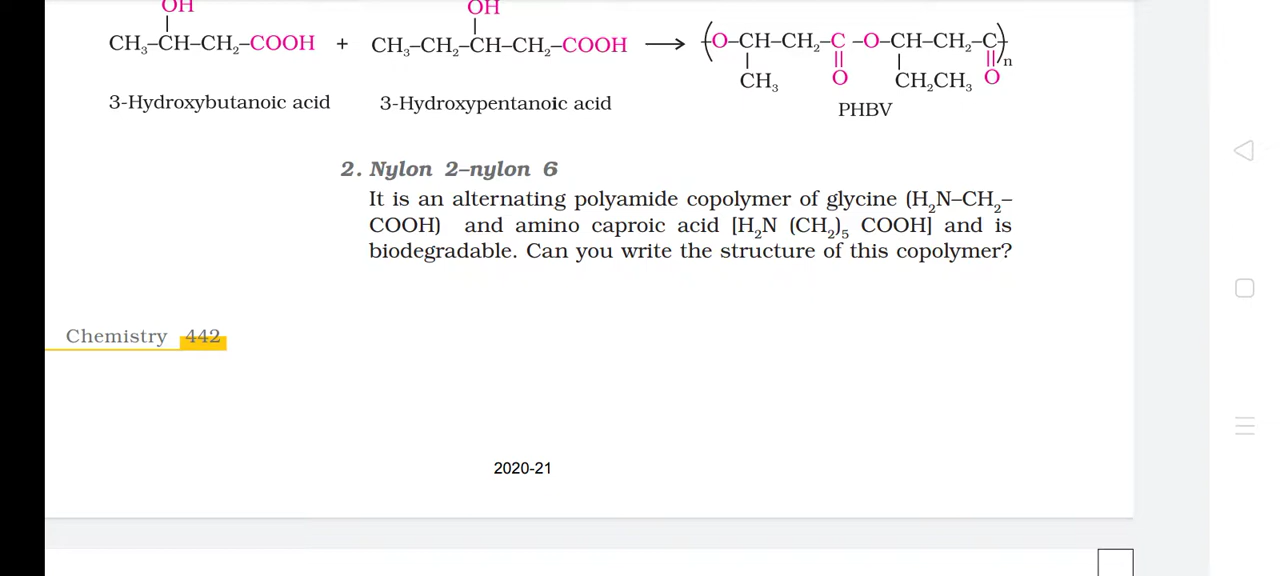 OH OH
| |
CH₃–CH–CH₂–COOH + CH₃–CH₂–CH–CH₂–COOH ⟶ (O–CH–CH₂–C –O–CH–CH₂–C)n
| || | ||
CH₃ O CH₂CH₃ O
3-Hydroxybutanoic acid 3-Hydroxypentanoic acid
PHBV
2. Nylon 2–nylon 6
It is an alternating polyamide copolymer of glycine (H₂N–CH₂–
COOH) and amino caproic acid [H₂N (CH₂)₅ COOH] and is
biodegradable. Can you write the structure of this copolymer?
Chemistry 442
2020-21